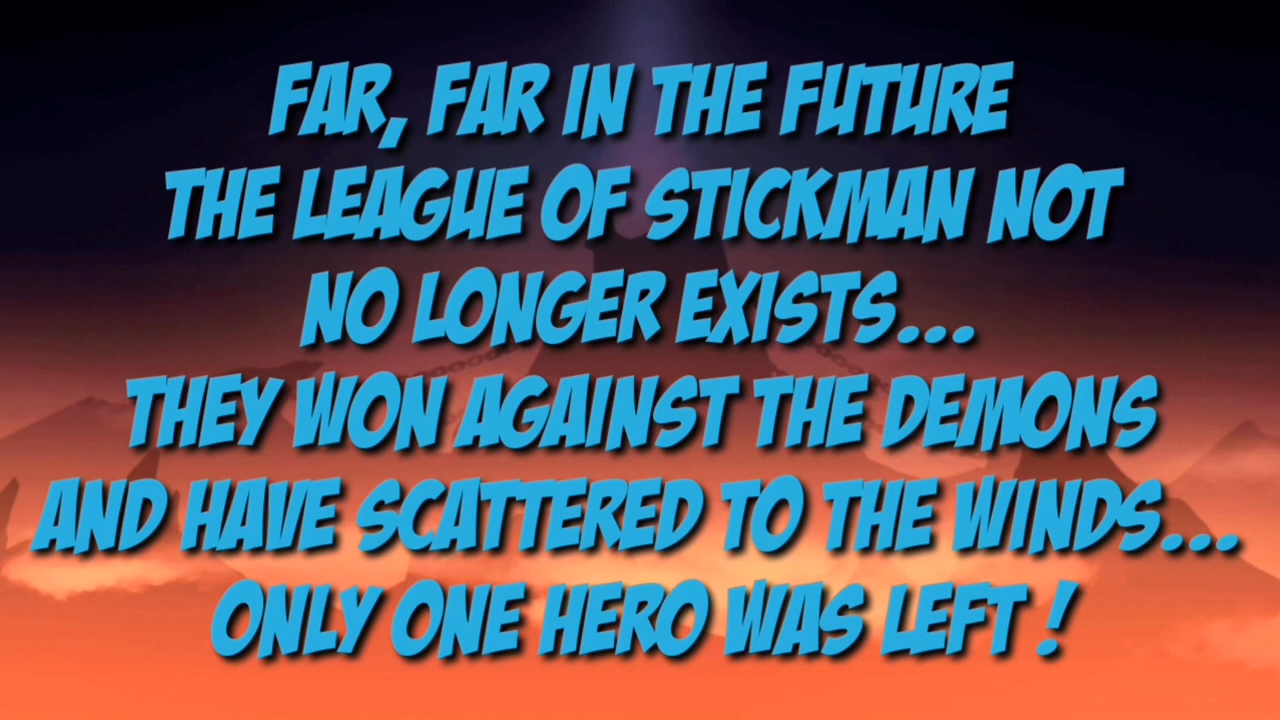 FAR, FAR IN THE FUTURE
THE LEAGUE OF STICKMAN NOT
NO LONGER EXISTS...
THEY WON AGAINST THE DEMONS
AND HAVE SCATTERED TO THE WINDS...
ONLY ONE HERO WAS LEFT !